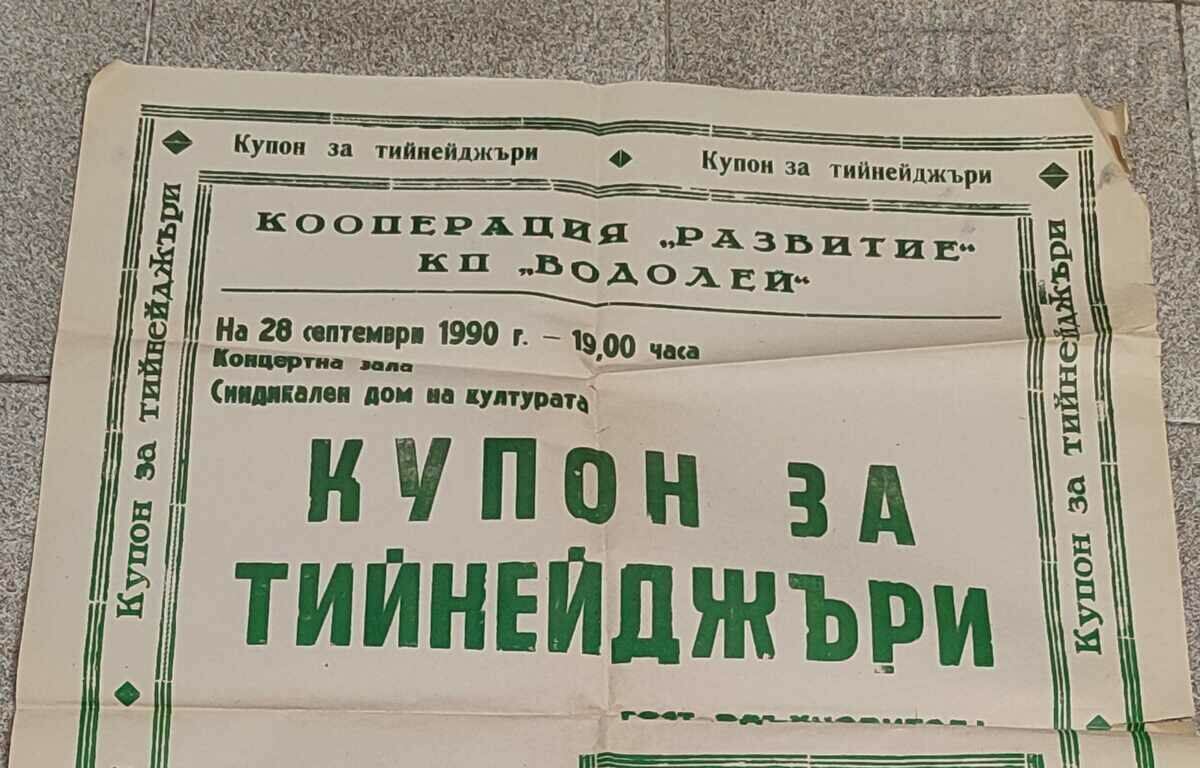 Купон за тийнейджъри Купон за тийнейджъри
Купон за тийнейджъри
Купон за тийнейджъри
КООПЕРАЦИЯ „РАЗВИТИЕ“
КП „ВОДОЛЕЙ“
На 28 септември 1990 г. – 19,00 часа
Концертна зала
Синдикален дом на културата
КУПОН ЗА
ТИЙНЕЙДЖЪРИ